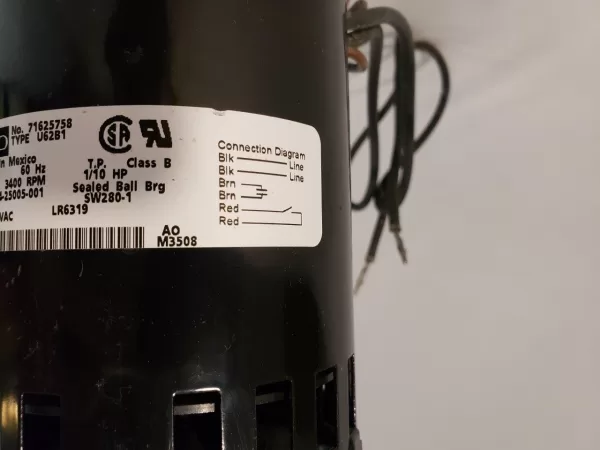 No. 71625758
TYPE U62B1
in Mexico
60 Hz
3400 RPM
-25005-001
VAC
LR6319
T.P. Class B
1/10 HP
Sealed Ball Brg
SW280-1
AO
M3508
Connection Diagram
Blk Line
Blk Line
Brn
Brn
Red
Red